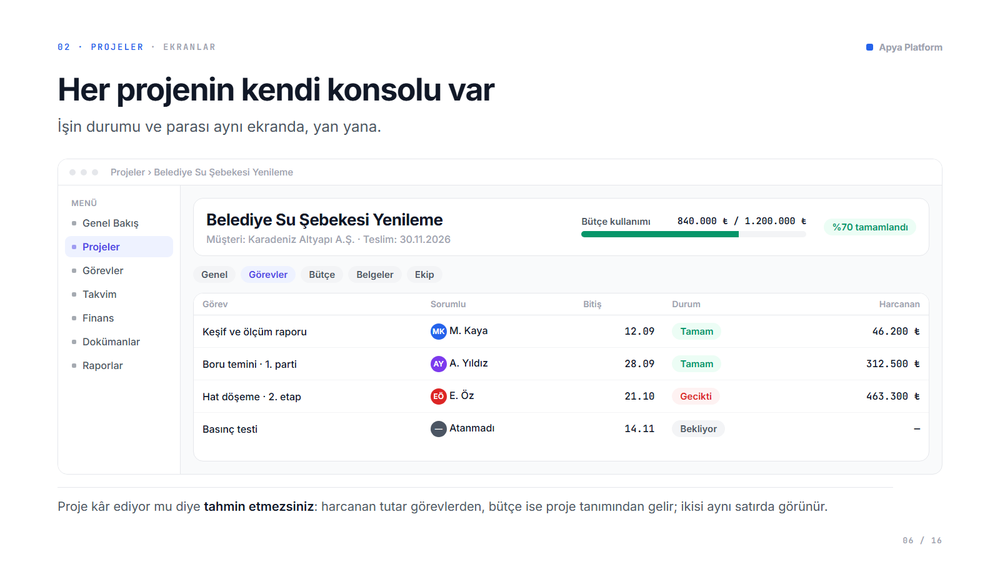 02 · PROJELER · EKRANLAR
Apya Platform
Her projenin kendi konsolu var
İşin durumu ve parası aynı ekranda, yan yana.
Projeler › Belediye Su Şebekesi Yenileme
MENÜ
Genel Bakış
Projeler
Görevler
Takvim
Finans
Dokümanlar
Raporlar
Belediye Su Şebekesi Yenileme
Müşteri: Karadeniz Altyapı A.Ş. · Teslim: 30.11.2026
Bütçe kullanımı 840.000 ₺ / 1.200.000 ₺
%70 tamamlandı
Genel Görevler Bütçe Belgeler Ekip
Görev Sorumlu Bitiş Durum Harcanan
Keşif ve ölçüm raporu MK M. Kaya 12.09 Tamam 46.200 ₺
Boru temini · 1. parti AY A. Yıldız 28.09 Tamam 312.500 ₺
Hat döşeme · 2. etap EÖ E. Öz 21.10 Gecikti 463.300 ₺
Basınç testi — Atanmadı 14.11 Bekliyor —
Proje kâr ediyor mu diye tahmin etmezsiniz: harcanan tutar görevlerden, bütçe ise proje tanımından gelir; ikisi aynı satırda görünür.
06 / 16